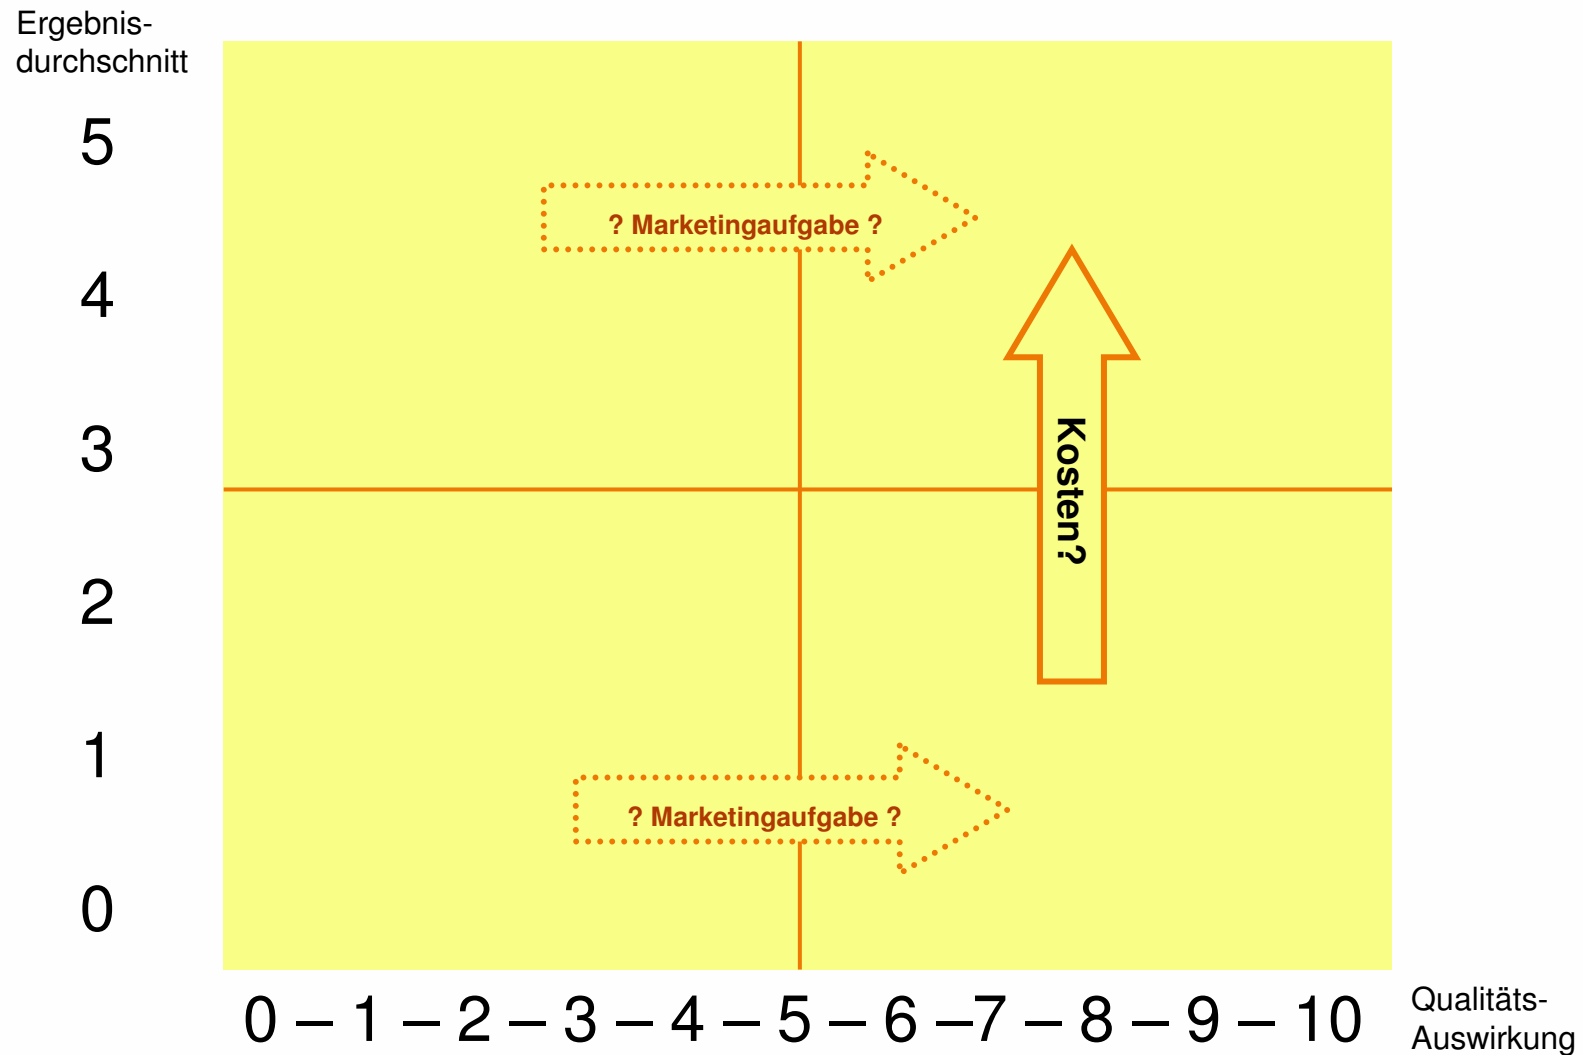 Ergebnis-
durchschnitt
5
? Marketingaufgabe ?
4
3
Kosten?
2
1
? Marketingaufgabe ?
0
0 – 1 – 2 – 3 – 4 – 5 – 6 –7 – 8 – 9 – 10
Qualitäts-
Auswirkung